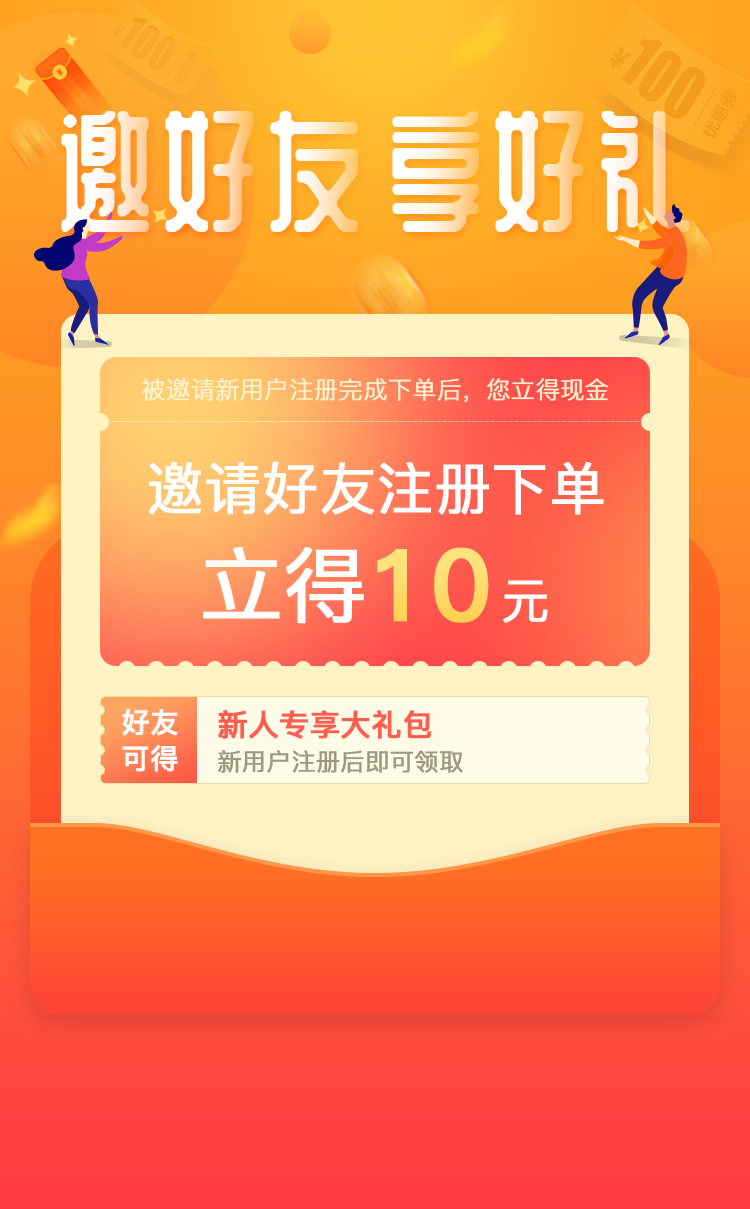 ¥100
¥100
优惠券
邀好友享好礼
被邀请新用户注册完成下单后，您立得现金
邀请好友注册下单
立得10元
好友
可得
新人专享大礼包
新用户注册后即可领取